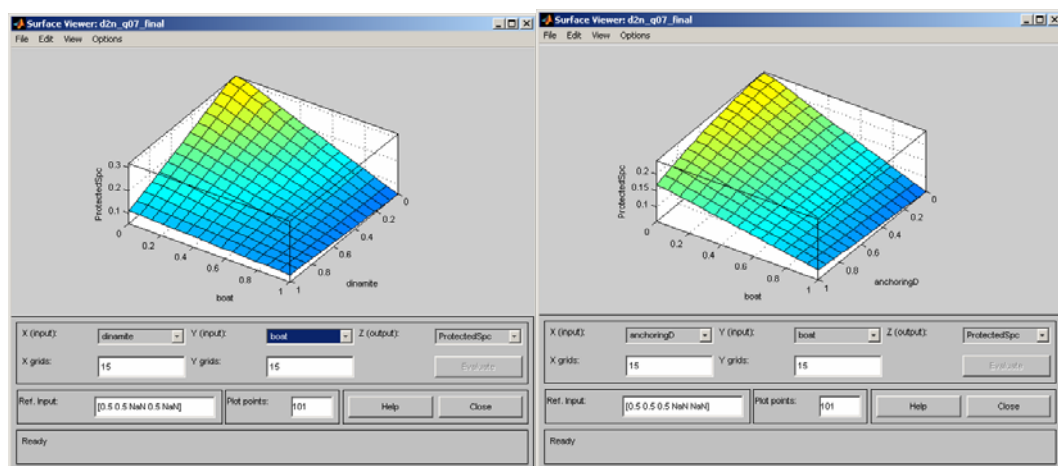 Surface Viewer: d2n_q07_final
File Edit View Options
ProtectedSpc
0.3
0.2
0.1
0
0.2
0.4
0.6
0.8
1
boat
0
0.2
0.4
0.6
0.8
1
dinamite
X (input): dinamite Y (input): boat Z (output): ProtectedSpc
X grids: 15 Y grids: 15 Evaluate
Ref. Input: [0.5 0.5 NaN 0.5 NaN] Plot points: 101 Help Close
Ready
Surface Viewer: d2n_q07_final
File Edit View Options
ProtectedSpc
0.2
0.15
0.1
0
0.2
0.4
0.6
0.8
1
boat
0
0.2
0.4
0.6
0.8
1
anchoringD
X (input): anchoringD Y (input): boat Z (output): ProtectedSpc
X grids: 15 Y grids: 15 Evaluate
Ref. Input: [0.5 0.5 0.5 NaN NaN] Plot points: 101 Help Close
Ready